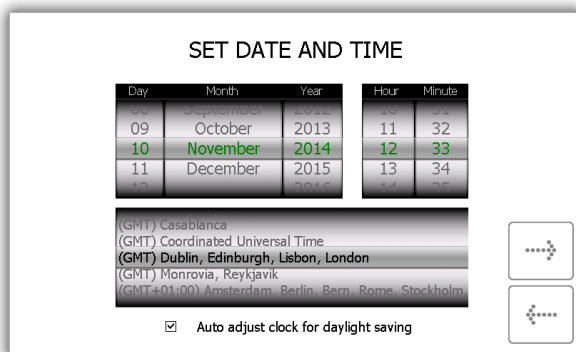 SET DATE AND TIME
Day Month Year Hour Minute
09 October 2013 11 32
10 November 2014 12 33
11 December 2015 13 34
(GMT) Casablanca
(GMT) Coordinated Universal Time
(GMT) Dublin, Edinburgh, Lisbon, London
(GMT) Monrovia, Reykjavik
(GMT+01:00) Amsterdam, Berlin, Bern, Rome, Stockholm,
Auto adjust clock for daylight saving